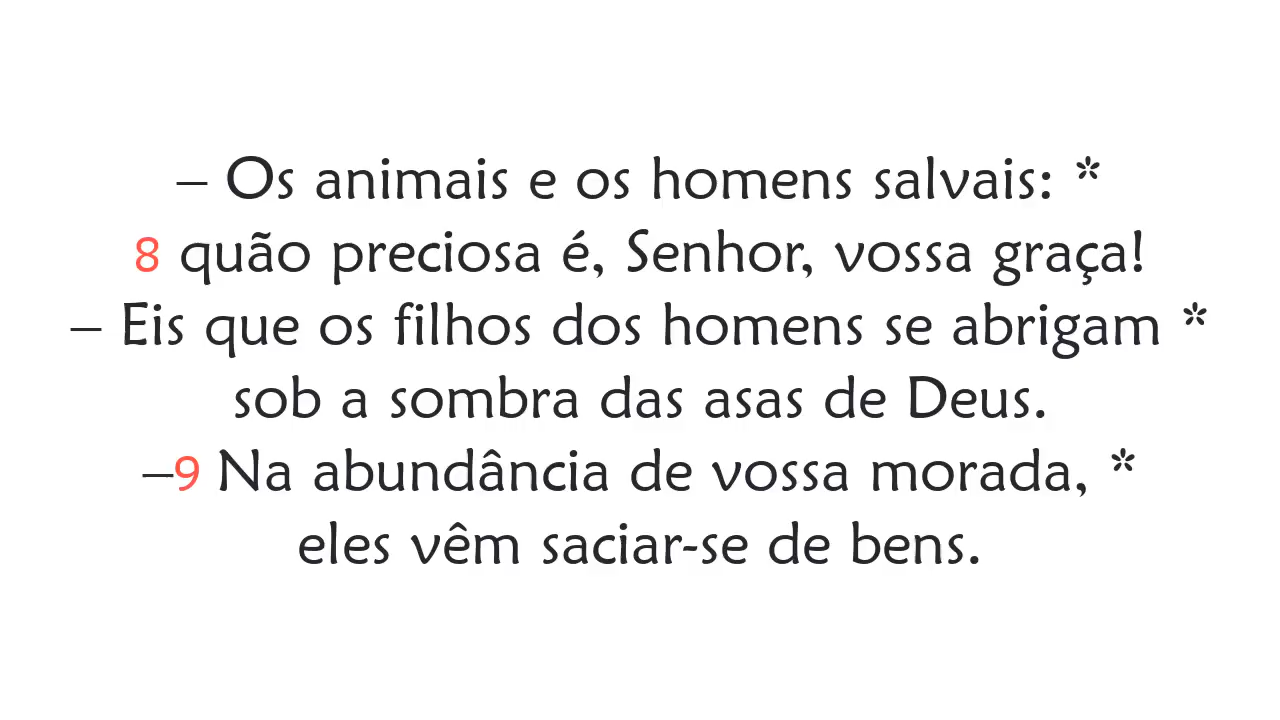 – Os animais e os homens salvais: *
8 quão preciosa é, Senhor, vossa graça!
– Eis que os filhos dos homens se abrigam *
sob a sombra das asas de Deus.
–9 Na abundância de vossa morada, *
eles vêm saciar-se de bens.